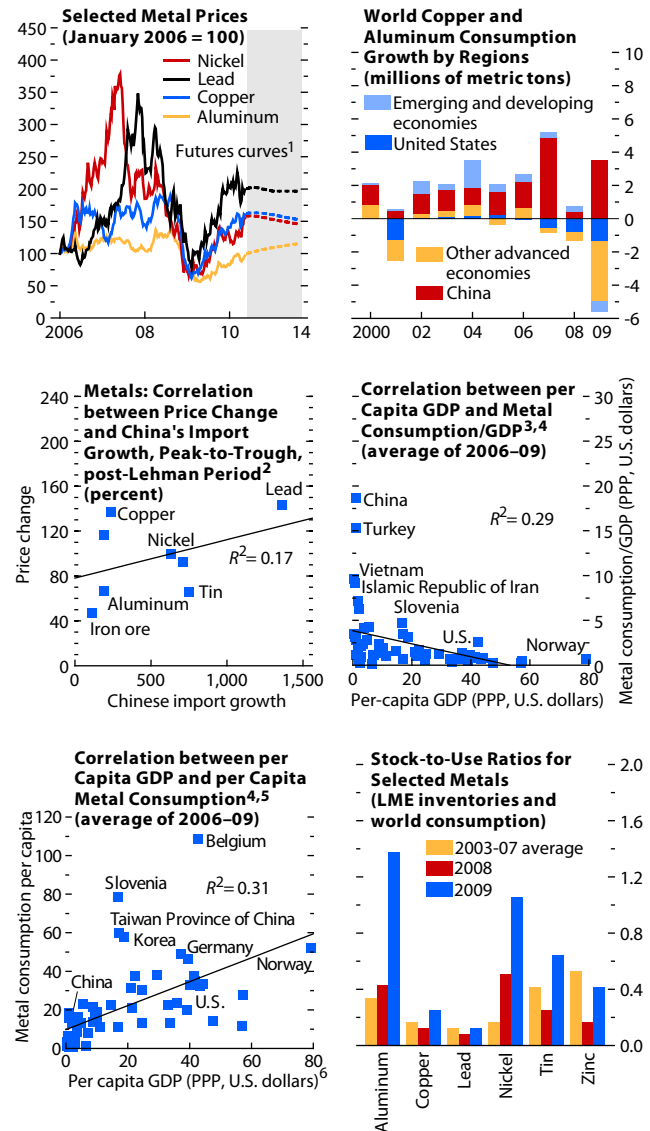 Selected Metal Prices
(January 2006 = 100)
450
400
350
300
250
200
150
100
50
0
Nickel
Lead
Copper
Aluminum
Futures curves1
2006
08
10
14
World Copper and
Aluminum Consumption
Growth by Regions
(millions of metric tons)
Emerging and developing
economies
United States
Other advanced
economies
China
10
8
6
4
2
0
-2
-4
-6
2000
02
04
06
08
09
Metals: Correlation
between Price Change
and China's Import
Growth, Peak-to-Trough,
post-Lehman Period2
(percent)
Price change
240
200
160
120
80
40
0
Lead
Copper
Nickel
R2= 0.17
Aluminum
Tin
Iron ore
0
500
1,000
1,500
Chinese import growth
Correlation between per
Capita GDP and Metal
Consumption/GDP3,4
(average of 2006–09)
30
25
20
15
10
5
0
Metal consumption/GDP (PPP, U.S. dollars)
China
Turkey
R2= 0.29
Vietnam
Islamic Republic of Iran
Slovenia
U.S.
Norway
0
20
40
60
80
Per-capita GDP (PPP, U.S. dollars)
Correlation between per
Capita GDP and per Capita
Metal Consumption4,5
(average of 2006–09)
Metal consumption per capita
120
100
80
60
40
20
0
Belgium
Slovenia
R2= 0.31
Taiwan Province of China
Korea
Germany
Norway
China
U.S.
0
20
40
60
80
Per capita GDP (PPP, U.S. dollars)6
Stock-to-Use Ratios for
Selected Metals
(LME inventories and
world consumption)
2003-07 average
2008
2009
2.0
1.6
1.2
0.8
0.4
0.0
Aluminum
Copper
Lead
Nickel
Tin
Zinc